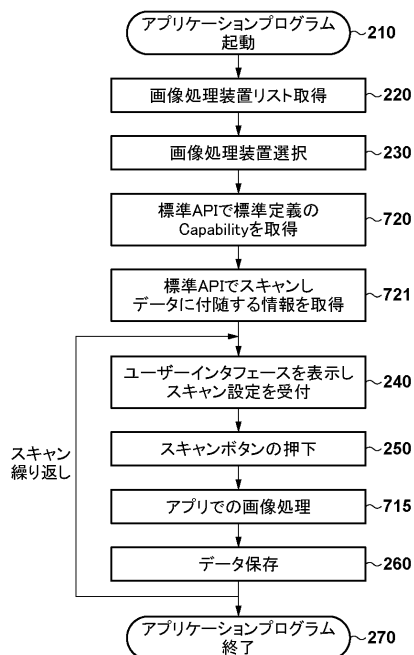 アプリケーションプログラム
起動
210
画像処理装置リスト取得
220
画像処理装置選択
230
標準APIで標準定義の
Capabilityを取得
720
標準APIでスキャンし
データに付随する情報を取得
721
ユーザーインタフェースを表示し
スキャン設定を受付
240
スキャン
繰り返し
スキャンボタンの押下
250
アプリでの画像処理
715
データ保存
260
アプリケーションプログラム
終了
270